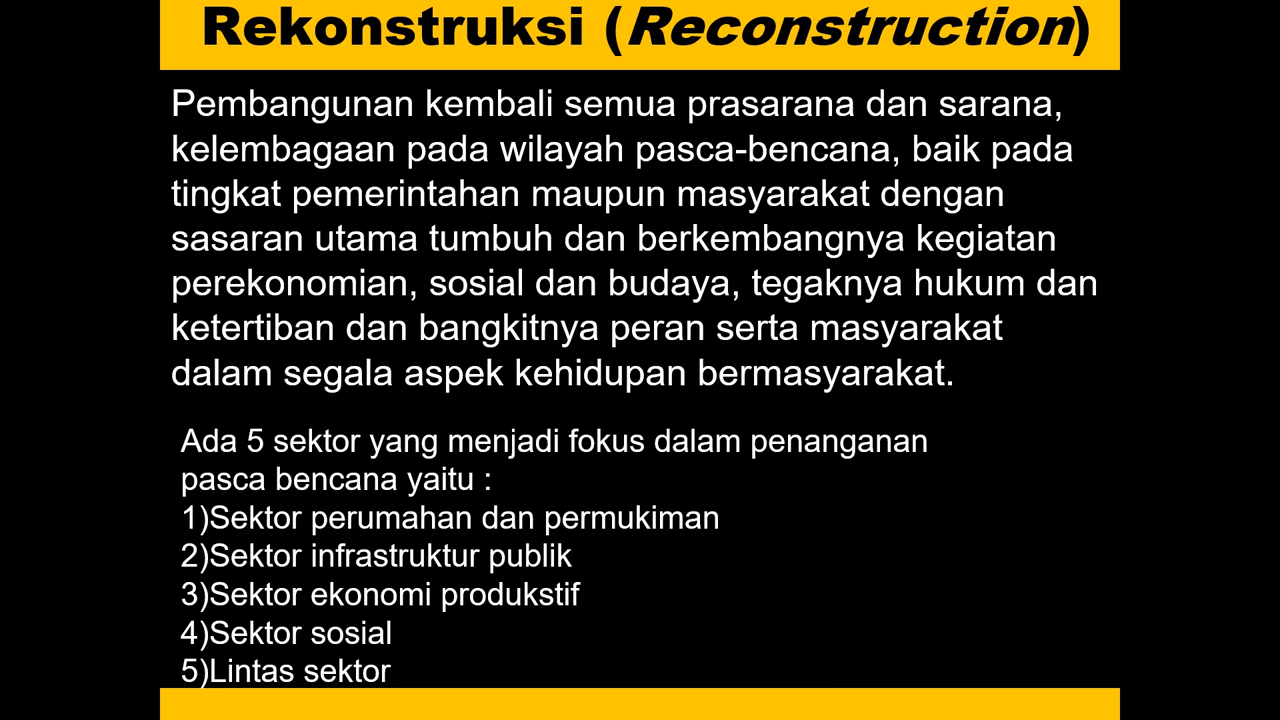 Rekonstruksi (Reconstruction)
Pembangunan kembali semua prasarana dan sarana,
kelembagaan pada wilayah pasca-bencana, baik pada
tingkat pemerintahan maupun masyarakat dengan
sasaran utama tumbuh dan berkembangnya kegiatan
perekonomian, sosial dan budaya, tegaknya hukum dan
ketertiban dan bangkitnya peran serta masyarakat
dalam segala aspek kehidupan bermasyarakat.
Ada 5 sektor yang menjadi fokus dalam penanganan
pasca bencana yaitu :
1)Sektor perumahan dan permukiman
2)Sektor infrastruktur publik
3)Sektor ekonomi produkstif
4)Sektor sosial
5)Lintas sektor